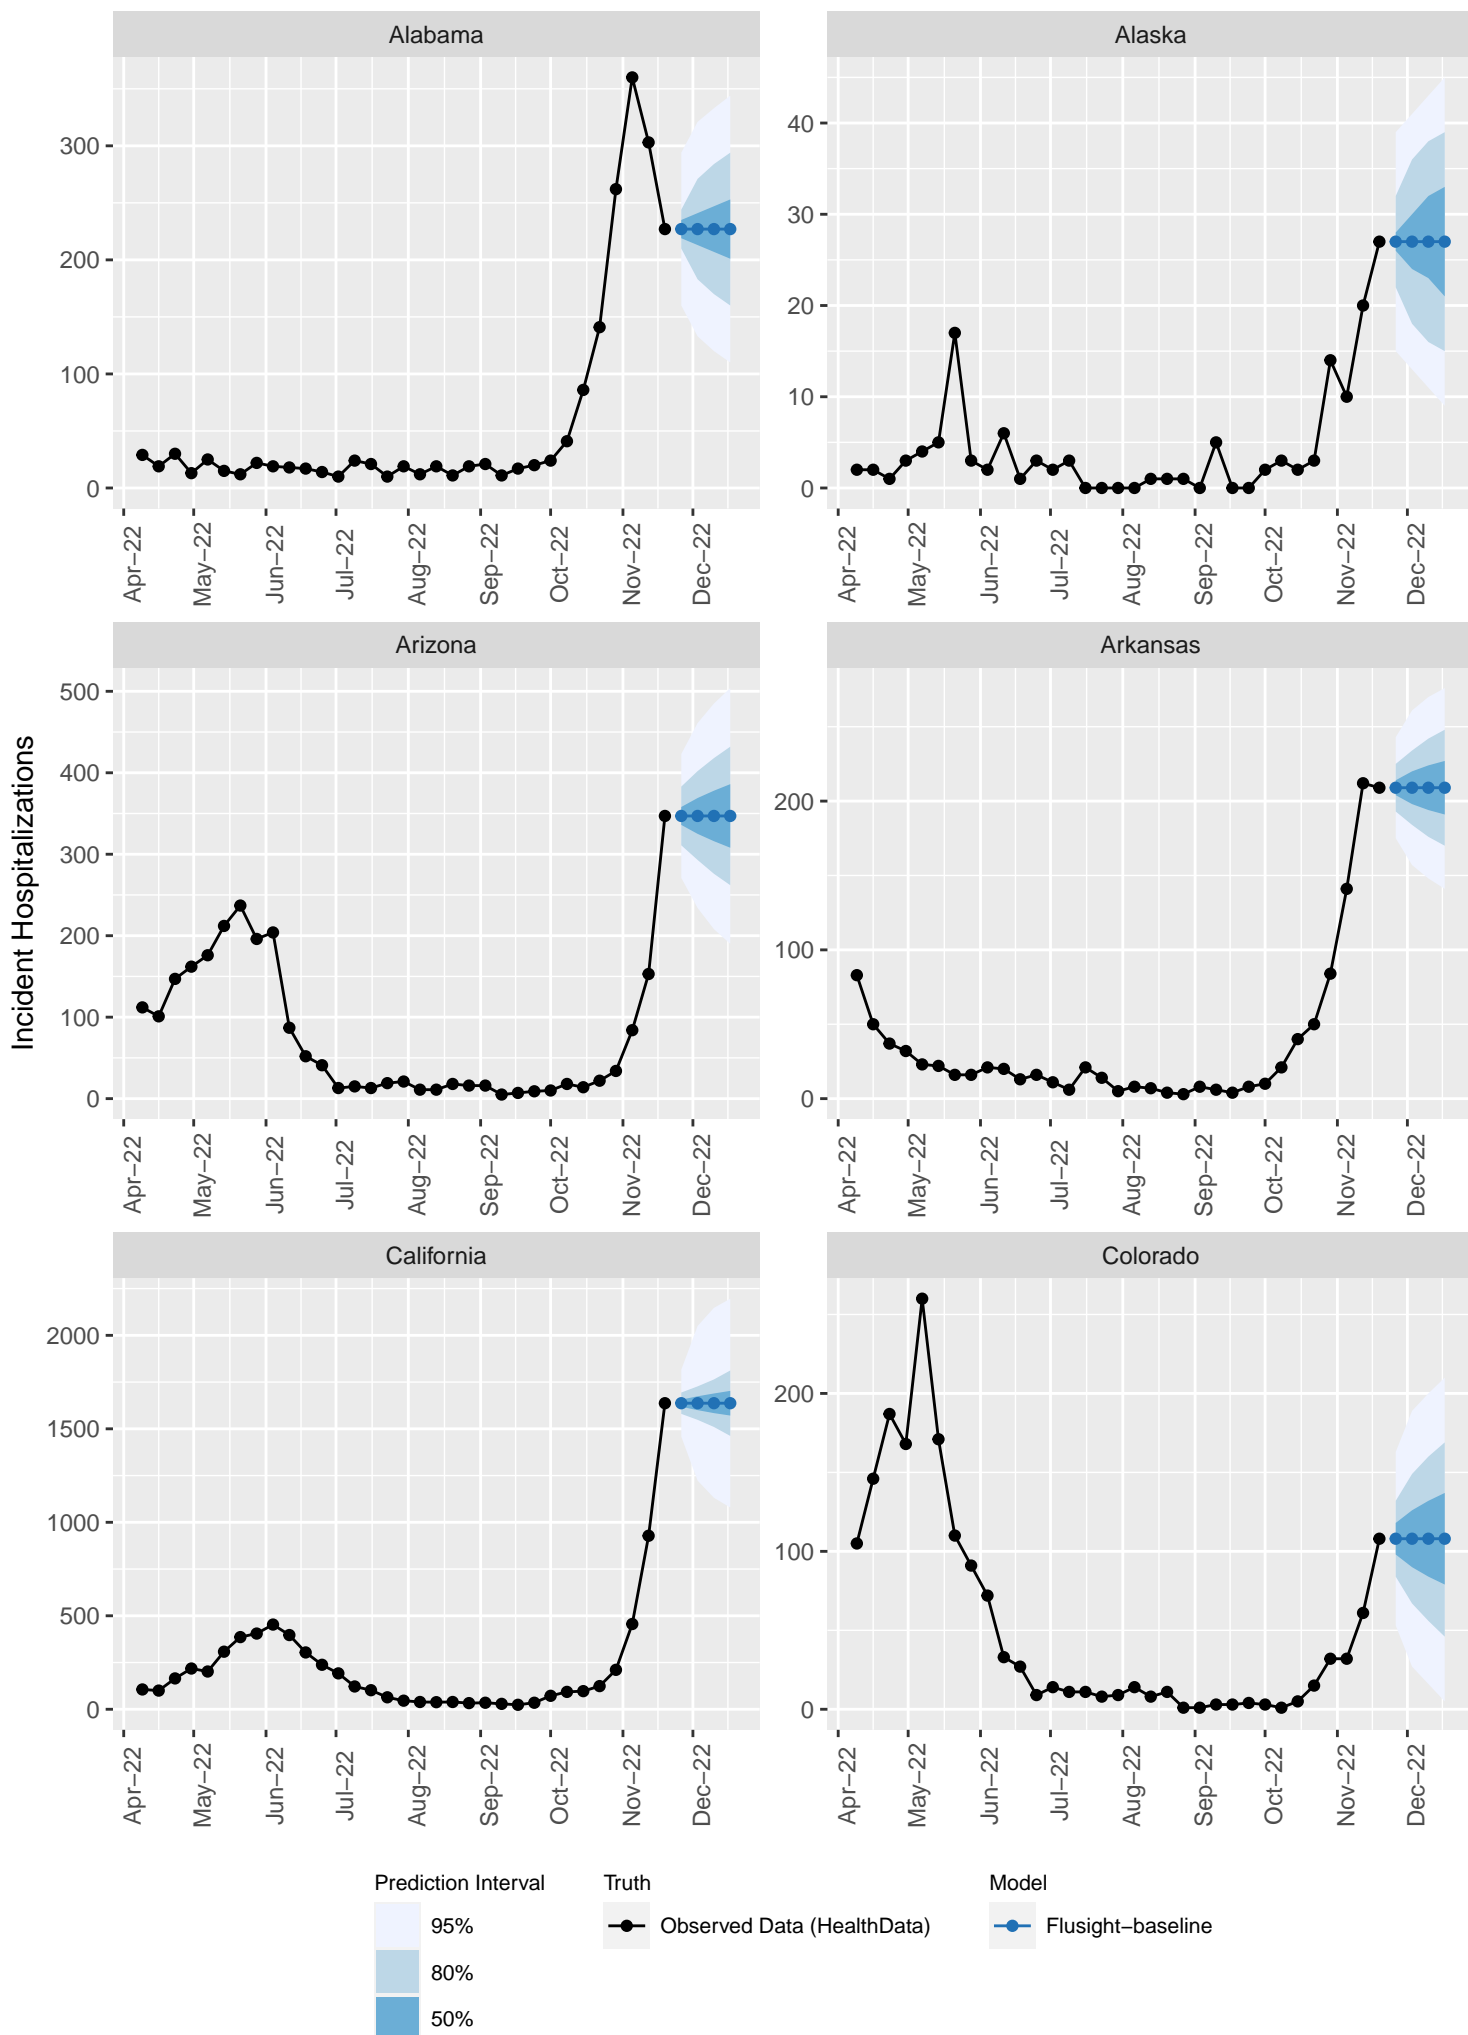 Alabama
Alaska
300
200
100
0
40
30
20
10
0
Apr−22
May−22
Jun−22
Jul−22
Aug−22
Sep−22
Oct−22
Nov−22
Dec−22
Apr−22
May−22
Jun−22
Jul−22
Aug−22
Sep−22
Oct−22
Nov−22
Dec−22
Incident Hospitalizations
Arizona
Arkansas
500
400
300
200
100
0
200
100
0
Apr−22
May−22
Jun−22
Jul−22
Aug−22
Sep−22
Oct−22
Nov−22
Dec−22
Apr−22
May−22
Jun−22
Jul−22
Aug−22
Sep−22
Oct−22
Nov−22
Dec−22
California
Colorado
2000
1500
1000
500
0
200
100
0
Apr−22
May−22
Jun−22
Jul−22
Aug−22
Sep−22
Oct−22
Nov−22
Dec−22
Apr−22
May−22
Jun−22
Jul−22
Aug−22
Sep−22
Oct−22
Nov−22
Dec−22
Prediction Interval
95%
80%
50%
Truth
Observed Data (HealthData)
Model
Flusight−baseline